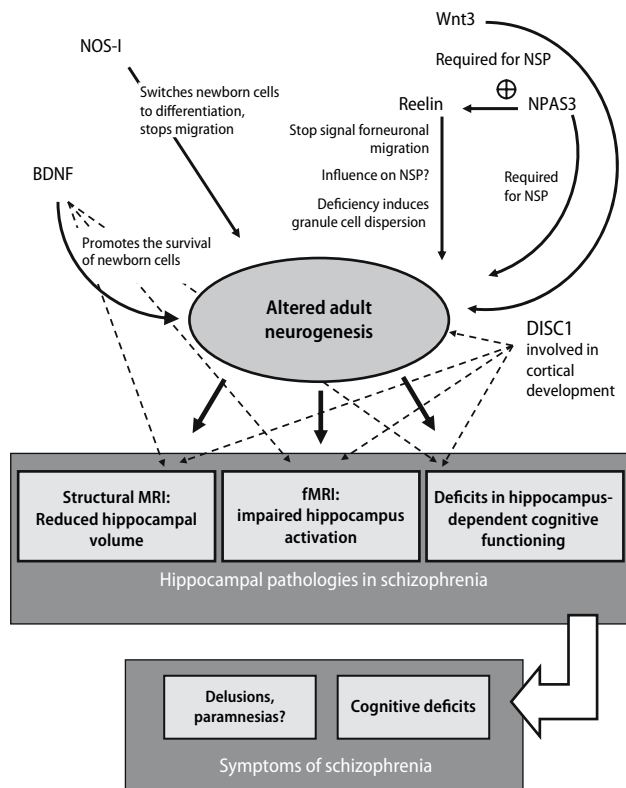 Wnt3
NOS-I
Required for NSP
Switches newborn cells
to differentiation,
stops migration
Reelin
NPAS3
Stop signal forneuronal
migration
Influence on NSP?
Deficiency induces
granule cell dispersion
Required
for NSP
BDNF
Promotes the survival
of newborn cells
Altered adult
neurogenesis
DISC1
involved in
cortical
development
Structural MRI:
Reduced hippocampal
volume
fMRI:
impaired hippocampus
activation
Deficits in hippocampus-
dependent cognitive
functioning
Hippocampal pathologies in schizophrenia
Delusions,
paramnesias?
Cognitive deficits
Symptoms of schizophrenia